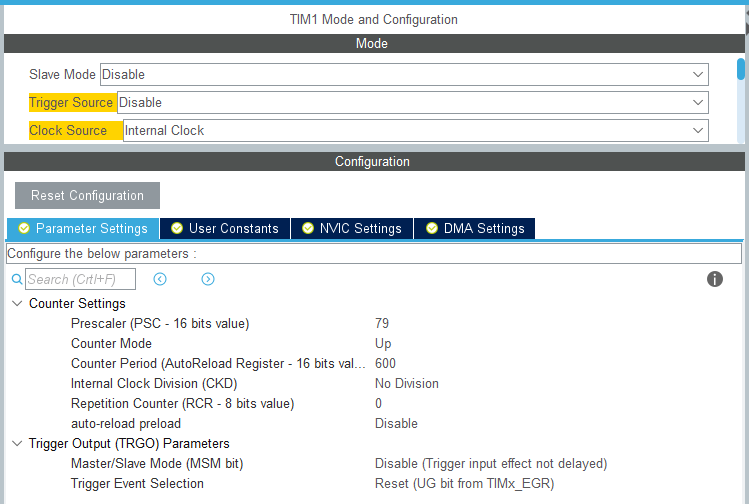 TIM1 Mode and Configuration
Mode
Slave Mode Disable
Trigger Source Disable
Clock Source Internal Clock
Configuration
Reset Configuration
Parameter Settings User Constants NVIC Settings DMA Settings
Configure the below parameters :
Search (Crtl+F)
Counter Settings
Prescaler (PSC - 16 bits value) 79
Counter Mode Up
Counter Period (AutoReload Register - 16 bits val... 600
Internal Clock Division (CKD) No Division
Repetition Counter (RCR - 8 bits value) 0
auto-reload preload Disable
Trigger Output (TRGO) Parameters
Master/Slave Mode (MSM bit) Disable (Trigger input effect not delayed)
Trigger Event Selection Reset (UG bit from TIMx_EGR)